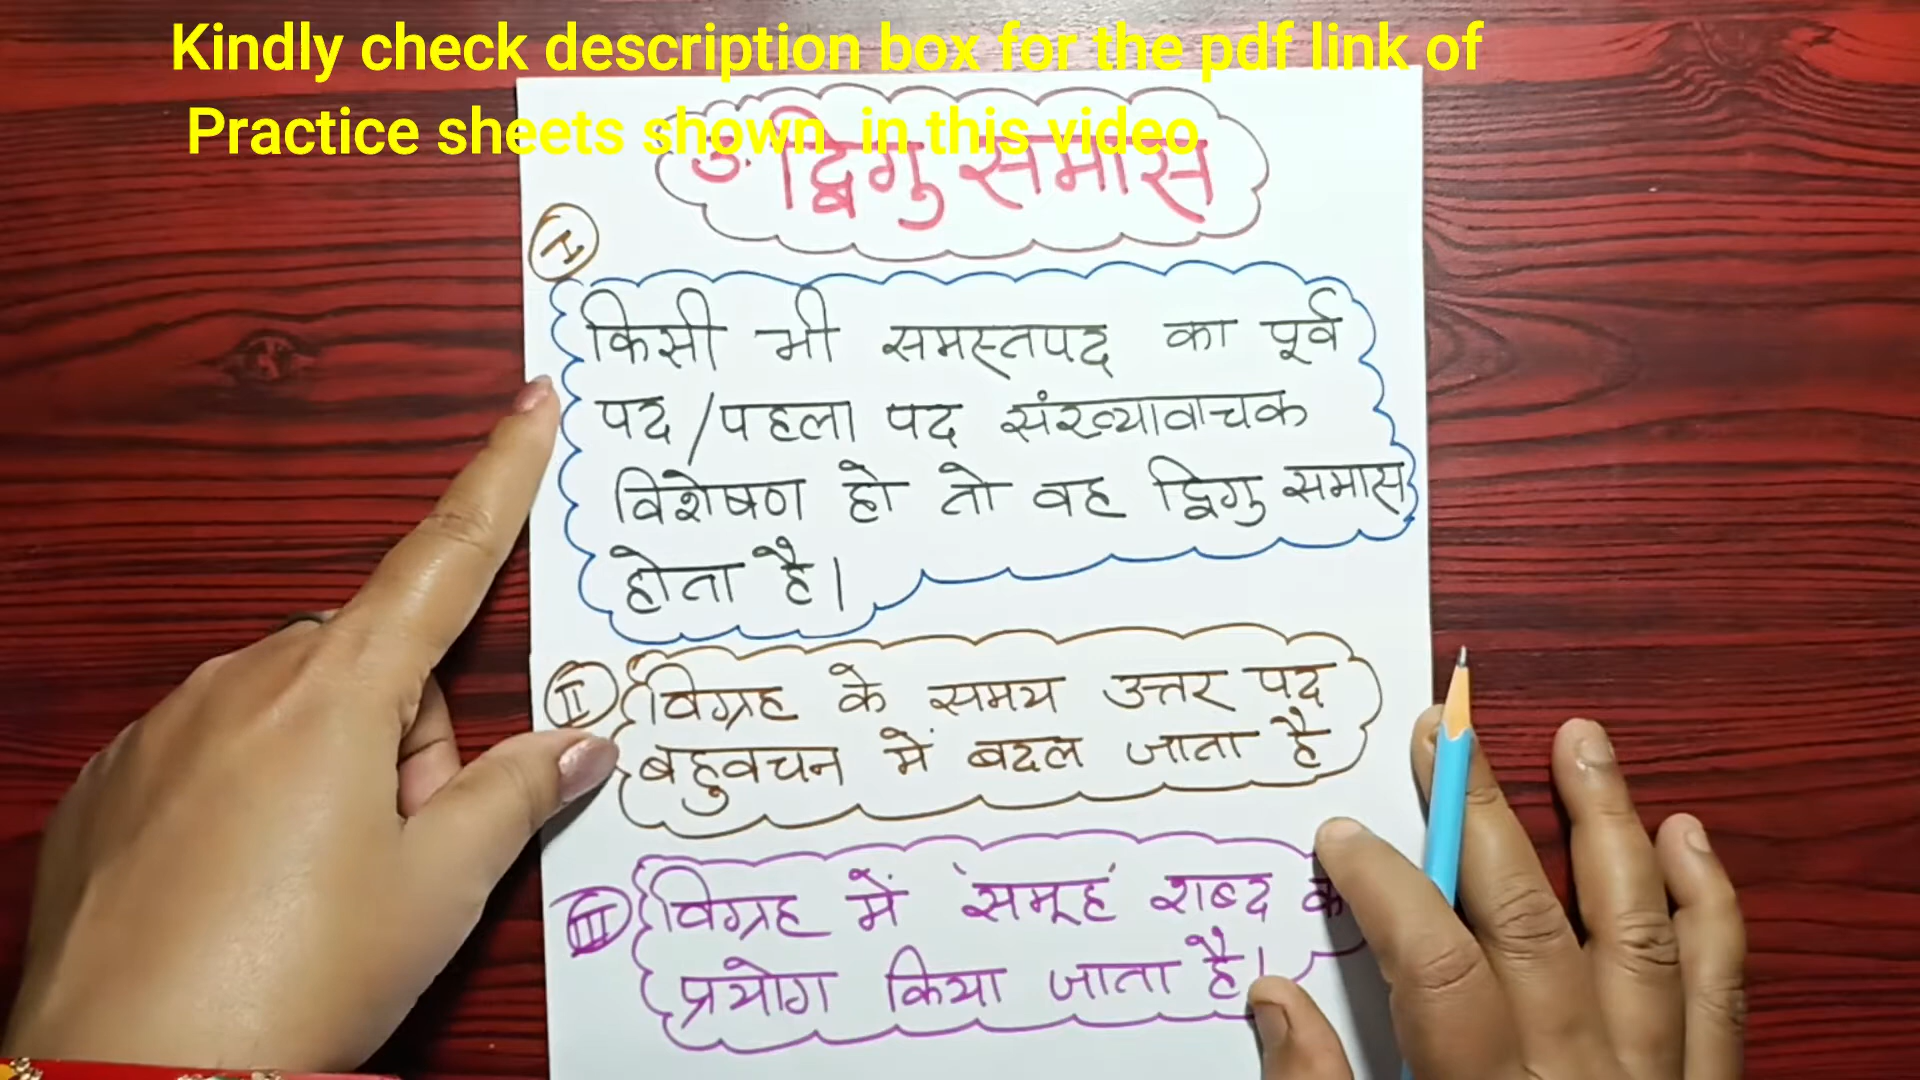 Kindly check description box for the pdf link of
Practice sheets shown in this video
3. द्विगु समास
I
किसी भी समस्तपद का पूर्व
पद/पहला पद संख्यावाचक
विशेषण हो तो वह द्विगु समास
होता है।
II विग्रह के समय उत्तर पद
बहुवचन में बदल जाता है
III विग्रह में 'समूह' शब्द
प्रयोग किया जाता है।